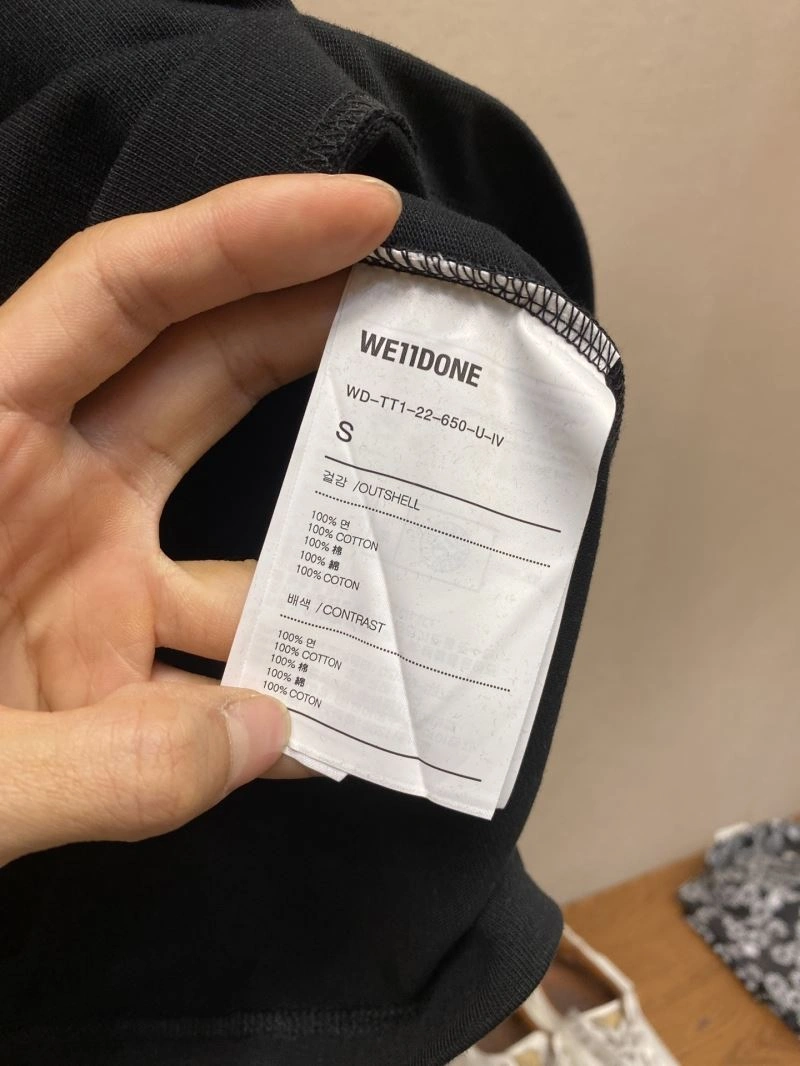 WE11DONE
WD-TT1-22-650-U-IV
S
겉감 /OUTSHELL
100% 면
100% COTTON
100% 棉
100% 綿
100% COTON
배색 /CONTRAST
100% 면
100% COTTON
100% 棉
100% 綿
100% COTON